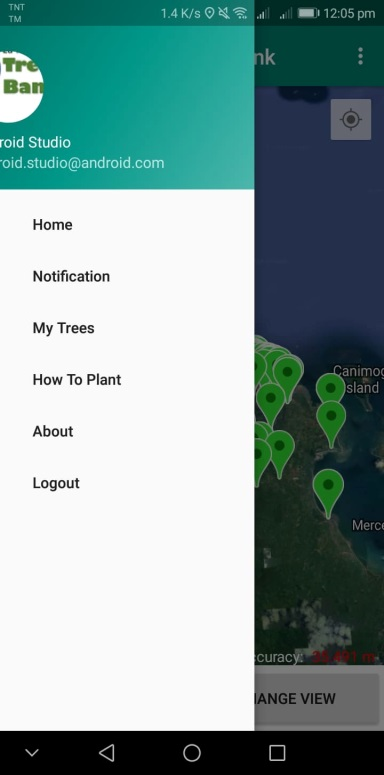 TNT
TM
1.4 K/s
12:05 pm
Tre
Ban
nk
roid Studio
roid.studio@android.com
Home
Notification
My Trees
How To Plant
About
Logout
Canimog
sland
Merce
ccuracy:
HANGE VIEW